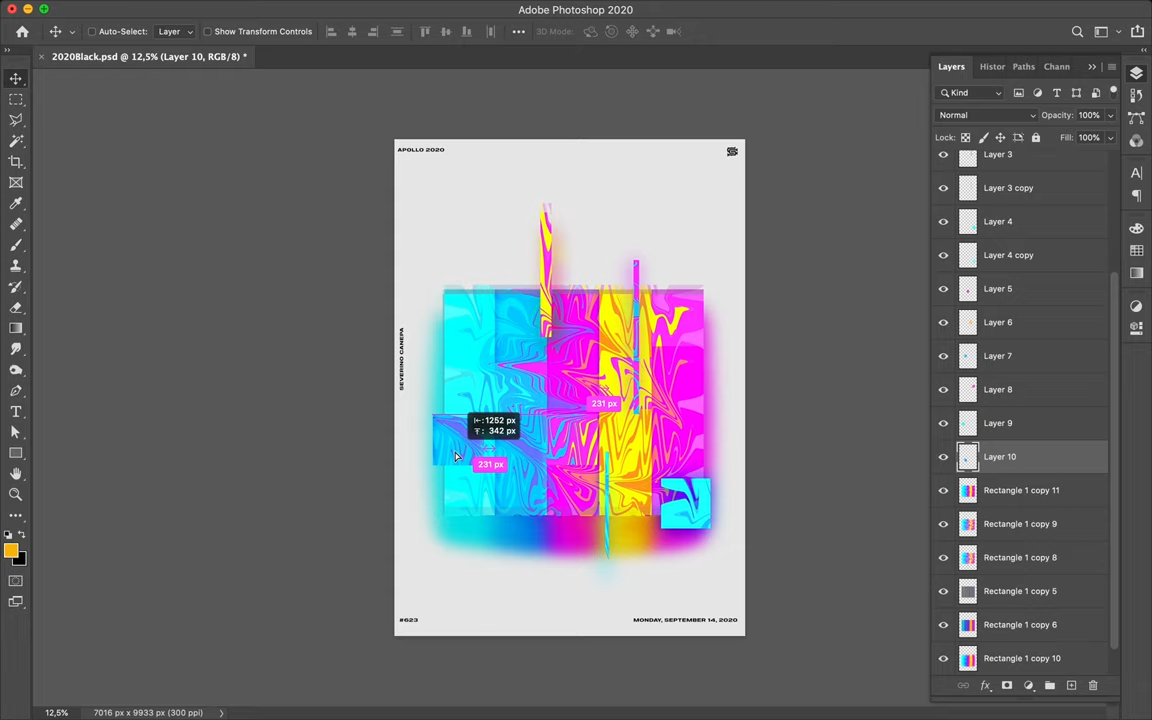 Adobe Photoshop 2020
Auto-Select:
Layer
Show Transform Controls
3D Mode:
2020Black.psd @ 12,5% (Layer 10, RGB/8) *
Layers
Histor
Paths
Chann
Kind
Normal
Opacity: 100%
Lock:
Fill: 100%
Layer 3
Layer 3 copy
Layer 4
Layer 4 copy
Layer 5
Layer 6
Layer 7
Layer 8
Layer 9
Layer 10
Rectangle 1 copy 11
Rectangle 1 copy 9
Rectangle 1 copy 8
Rectangle 1 copy 5
Rectangle 1 copy 6
Rectangle 1 copy 10
APOLLO 2020
SEVERINO CANEPA
231 px
1252 px
342 px
231 px
#623
MONDAY, SEPTEMBER 14, 2020
12,5%
7016 px x 9933 px (300 ppi)